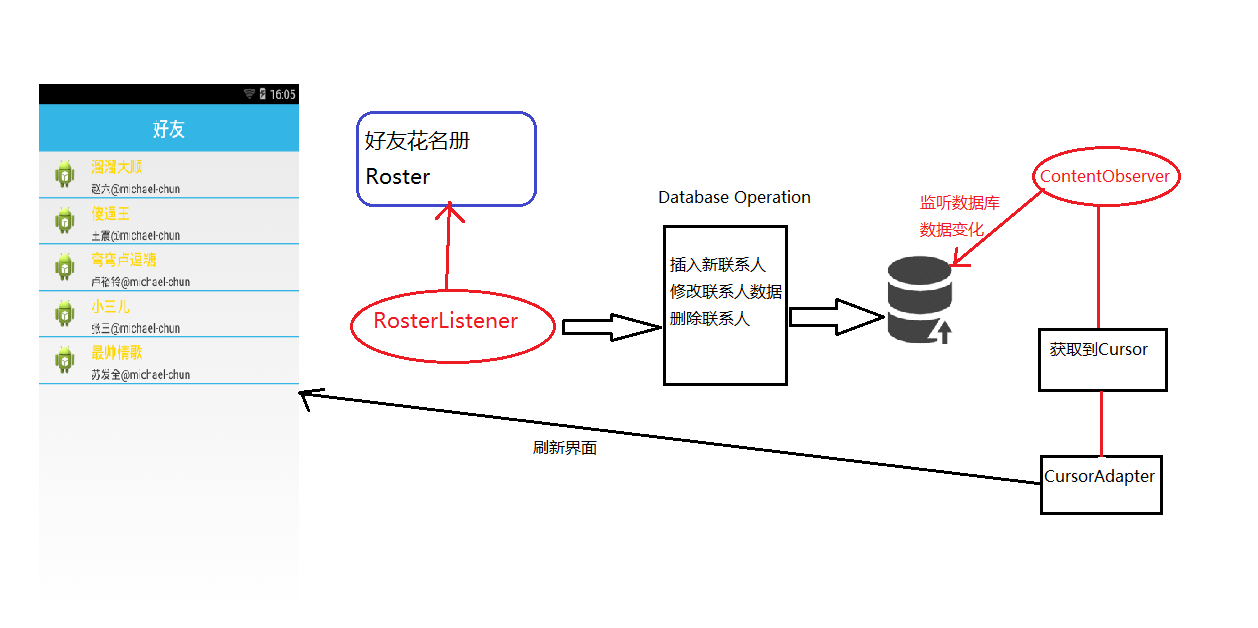 16:05
好友
溜溜大顺
赵六@michael-chun
傻逼王
王震@michael-chun
弯弯卢逼糖
卢裕铃@michael-chun
小三儿
张三@michael-chun
最帅情歌
苏发全@michael-chun
好友花名册
Roster
RosterListener
Database Operation
插入新联系人
修改联系人数据
删除联系人
监听数据库
数据变化
ContentObserver
获取到Cursor
CursorAdapter
刷新界面